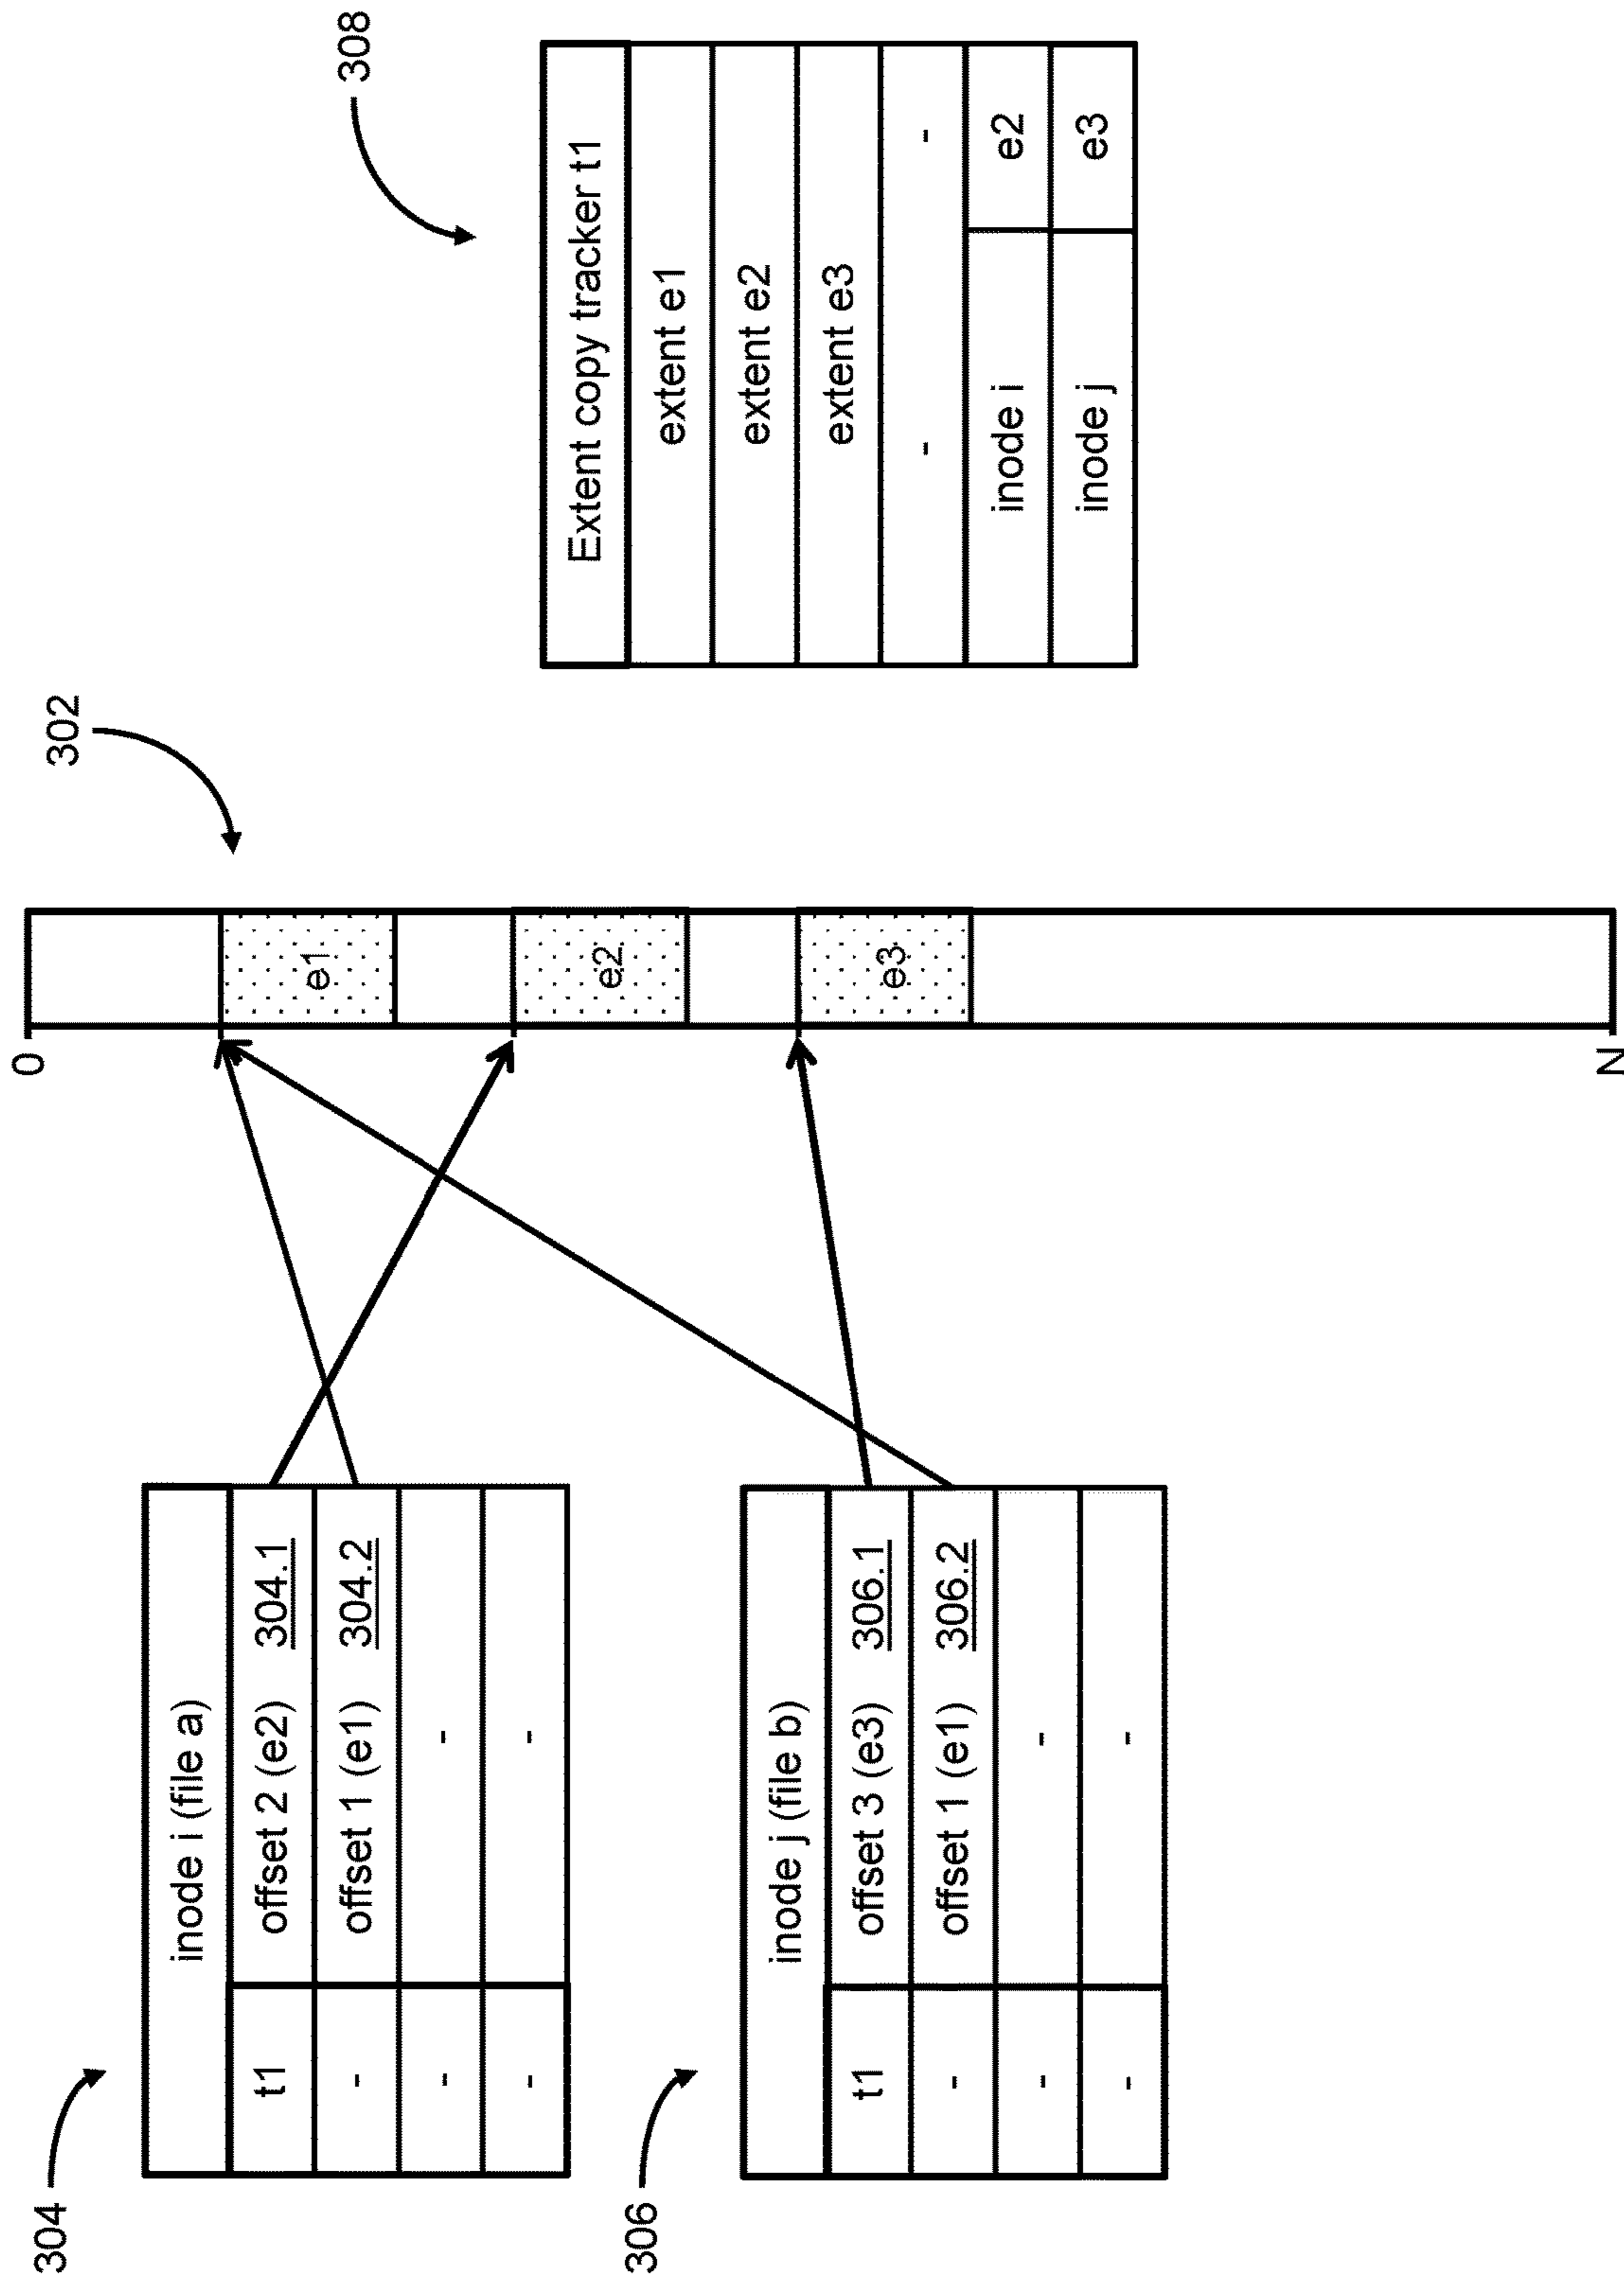 304
inode i (file a)
t1 offset 2 (e2) 304.1
- offset 1 (e1) 304.2
- -
- -
306
inode j (file b)
t1 offset 3 (e3) 306.1
- offset 1 (e1) 306.2
- -
- -
302
0
e1
e2
e3
N
308
Extent copy tracker t1
extent e1
extent e2
extent e3
- -
inode i e2
inode j e3